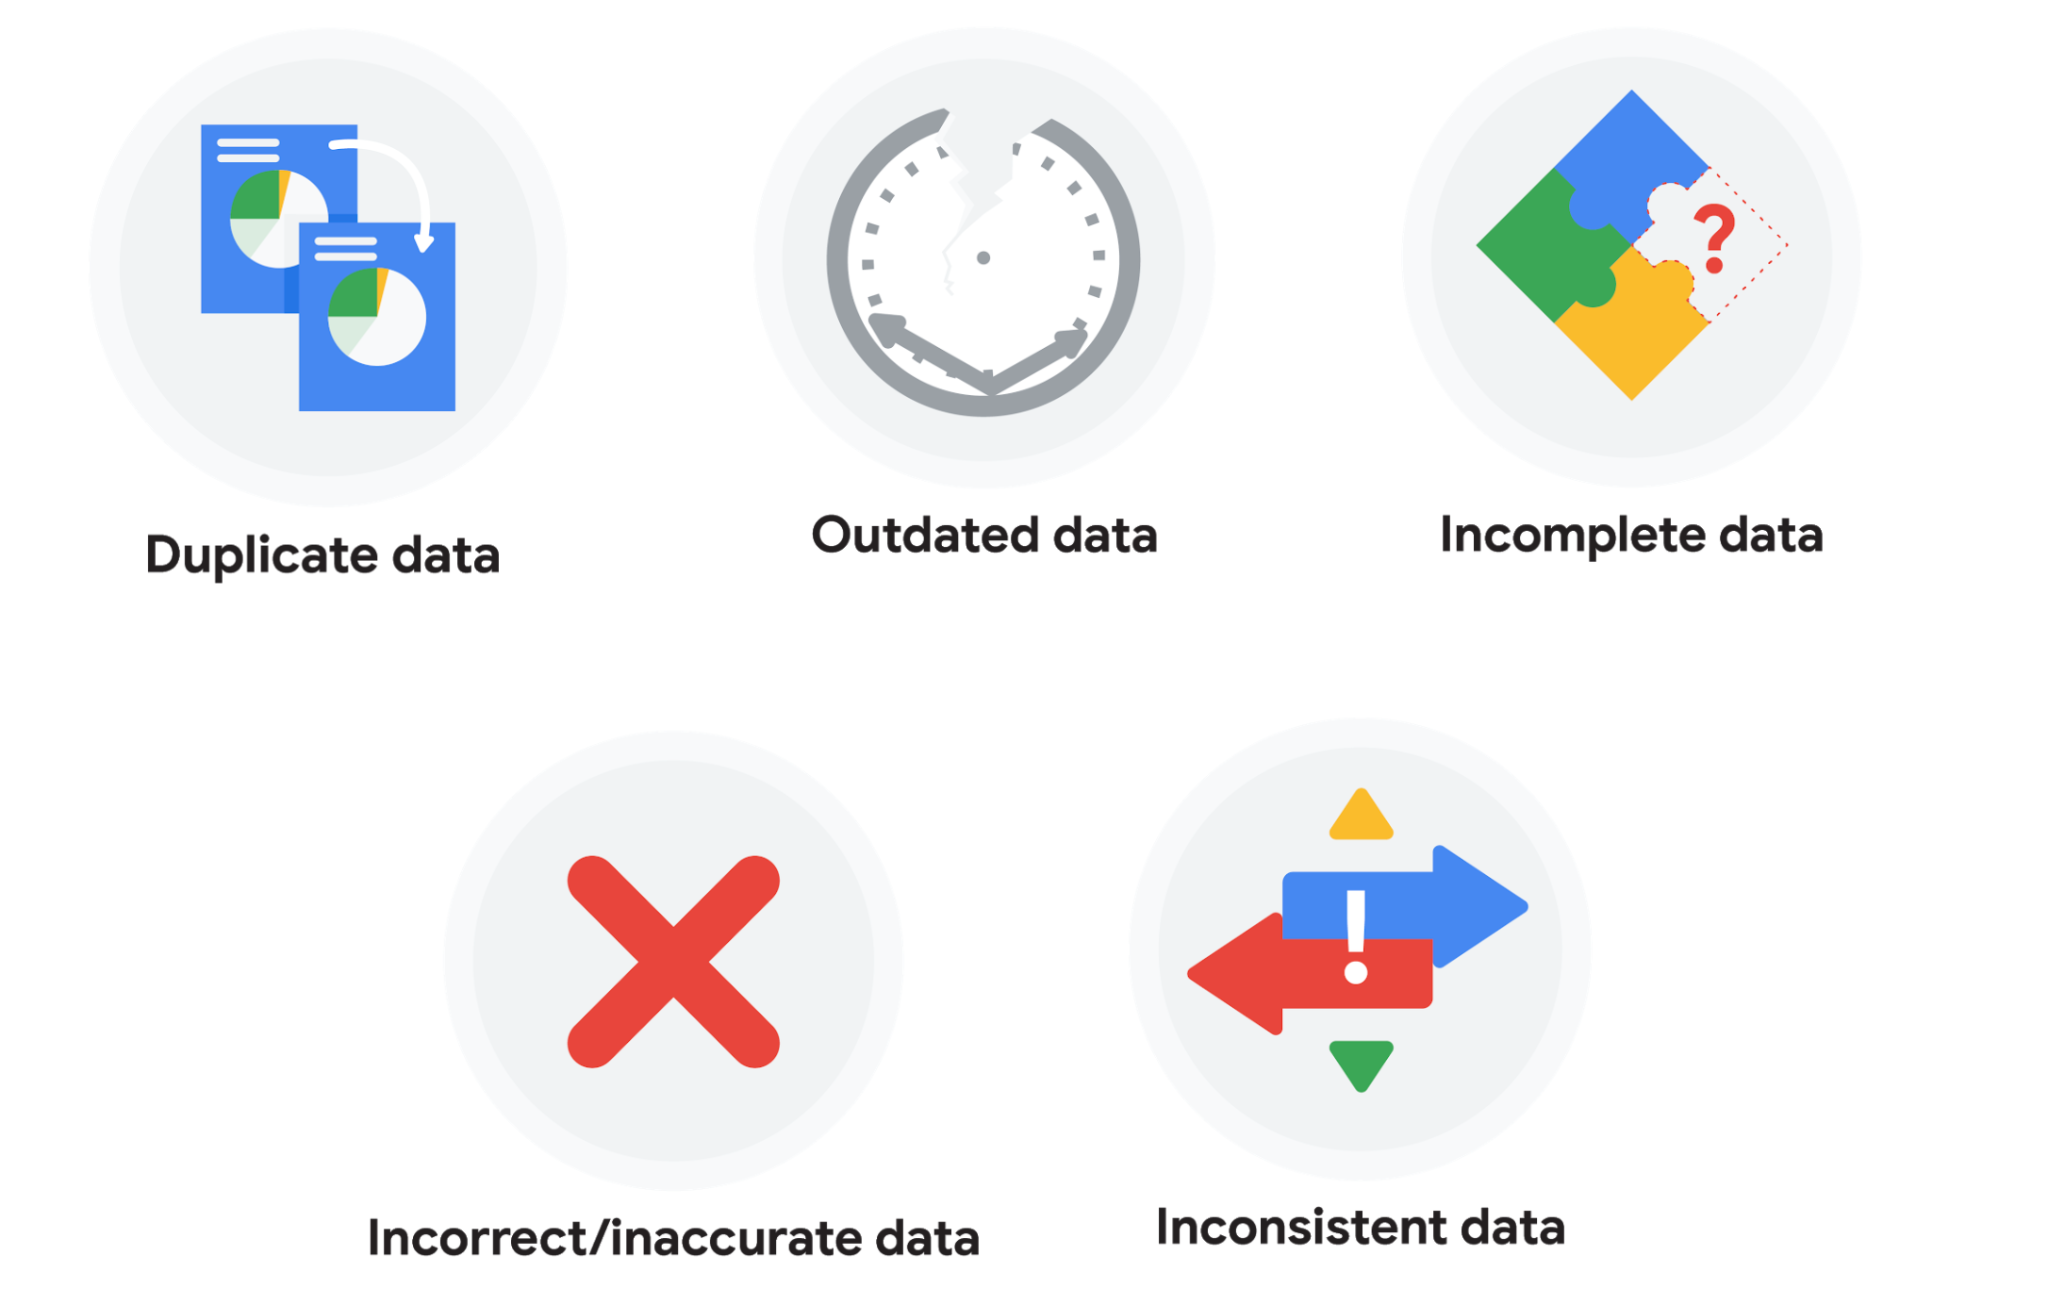 ?
Duplicate data
Outdated data
Incomplete data
!
Incorrect/inaccurate data
Inconsistent data